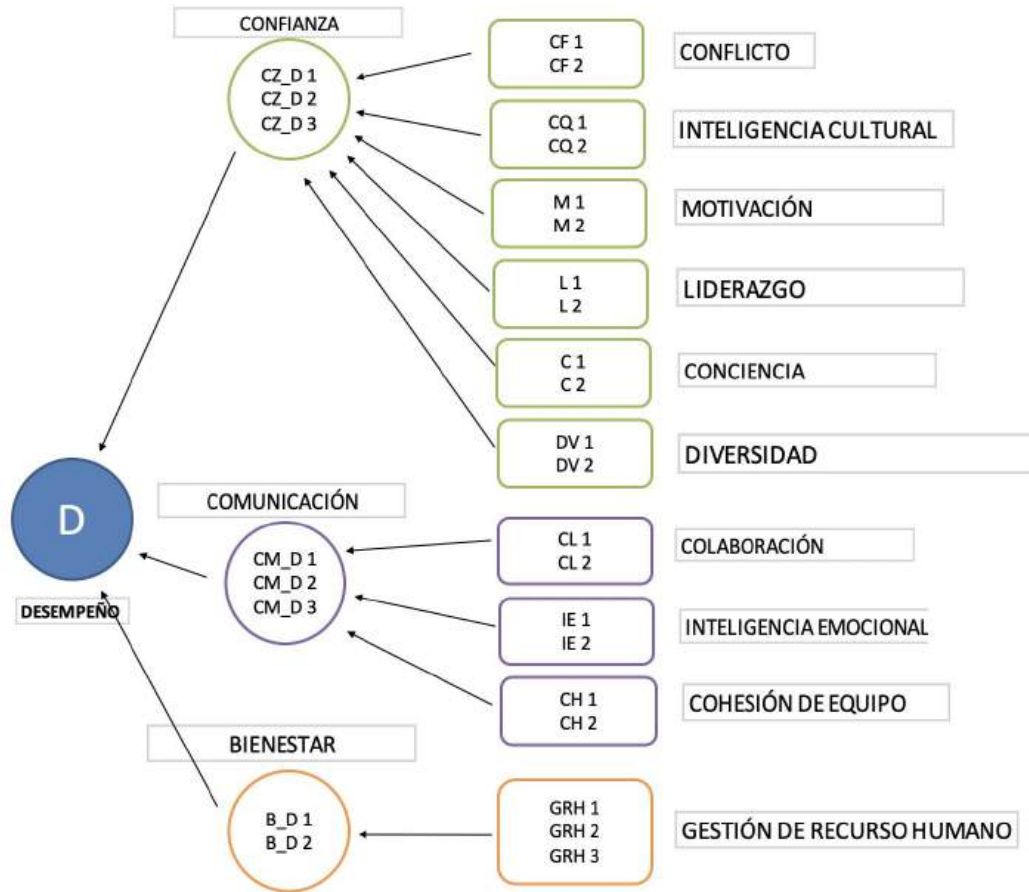 CONFIANZA
CZ_D 1
CZ_D 2
CZ_D 3
CF 1
CF 2
CONFLICTO
CQ 1
CQ 2
INTELIGENCIA CULTURAL
M 1
M 2
MOTIVACIÓN
L 1
L 2
LIDERAZGO
C 1
C 2
CONCIENCIA
DV 1
DV 2
DIVERSIDAD
D
DESEMPEÑO
COMUNICACIÓN
CM_D 1
CM_D 2
CM_D 3
CL 1
CL 2
COLABORACIÓN
IE 1
IE 2
INTELIGENCIA EMOCIONAL
CH 1
CH 2
COHESIÓN DE EQUIPO
BIENESTAR
B_D 1
B_D 2
GRH 1
GRH 2
GRH 3
GESTIÓN DE RECURSO HUMANO